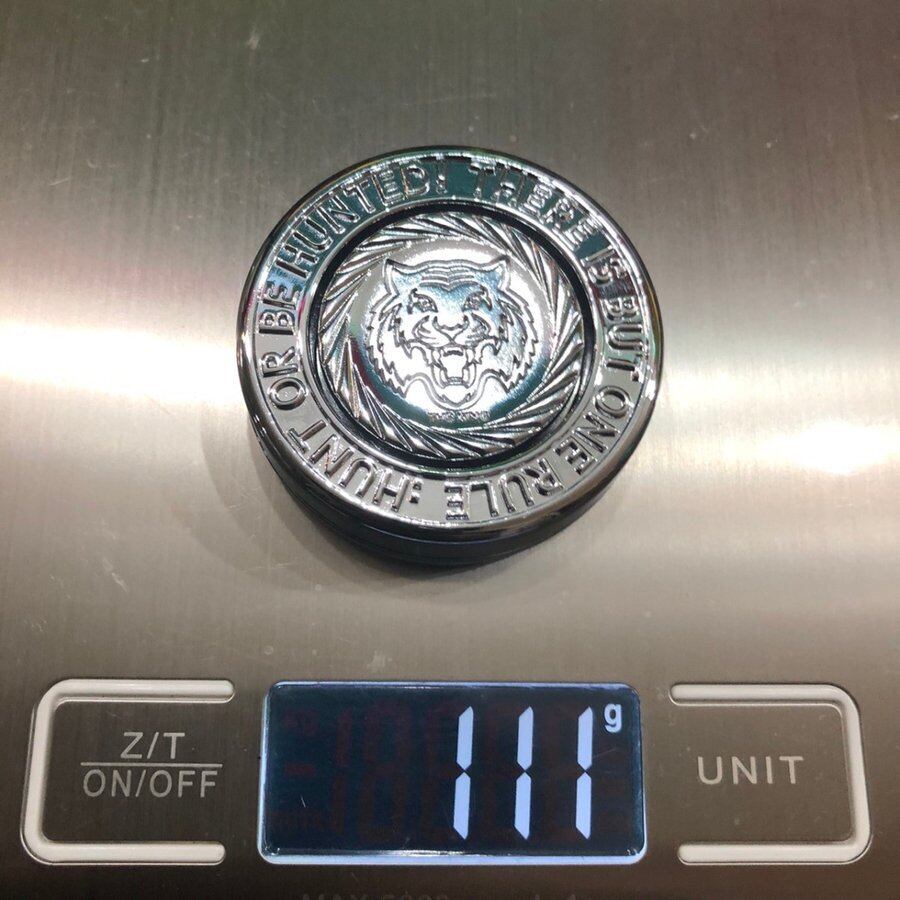 THERE IS BUT ONE RULE :HUNT OR BE HUNTED!
Z/T
ON/OFF
111 g
UNIT